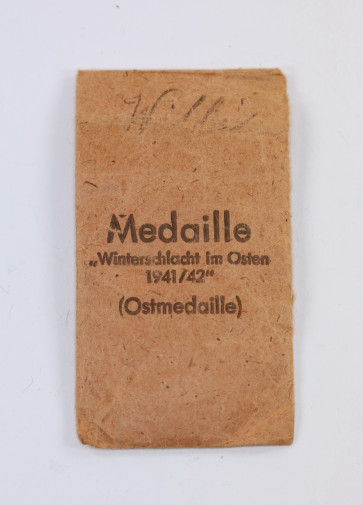 Medaille
„Winterschlacht im Osten
1941/42"
(Ostmedaille)